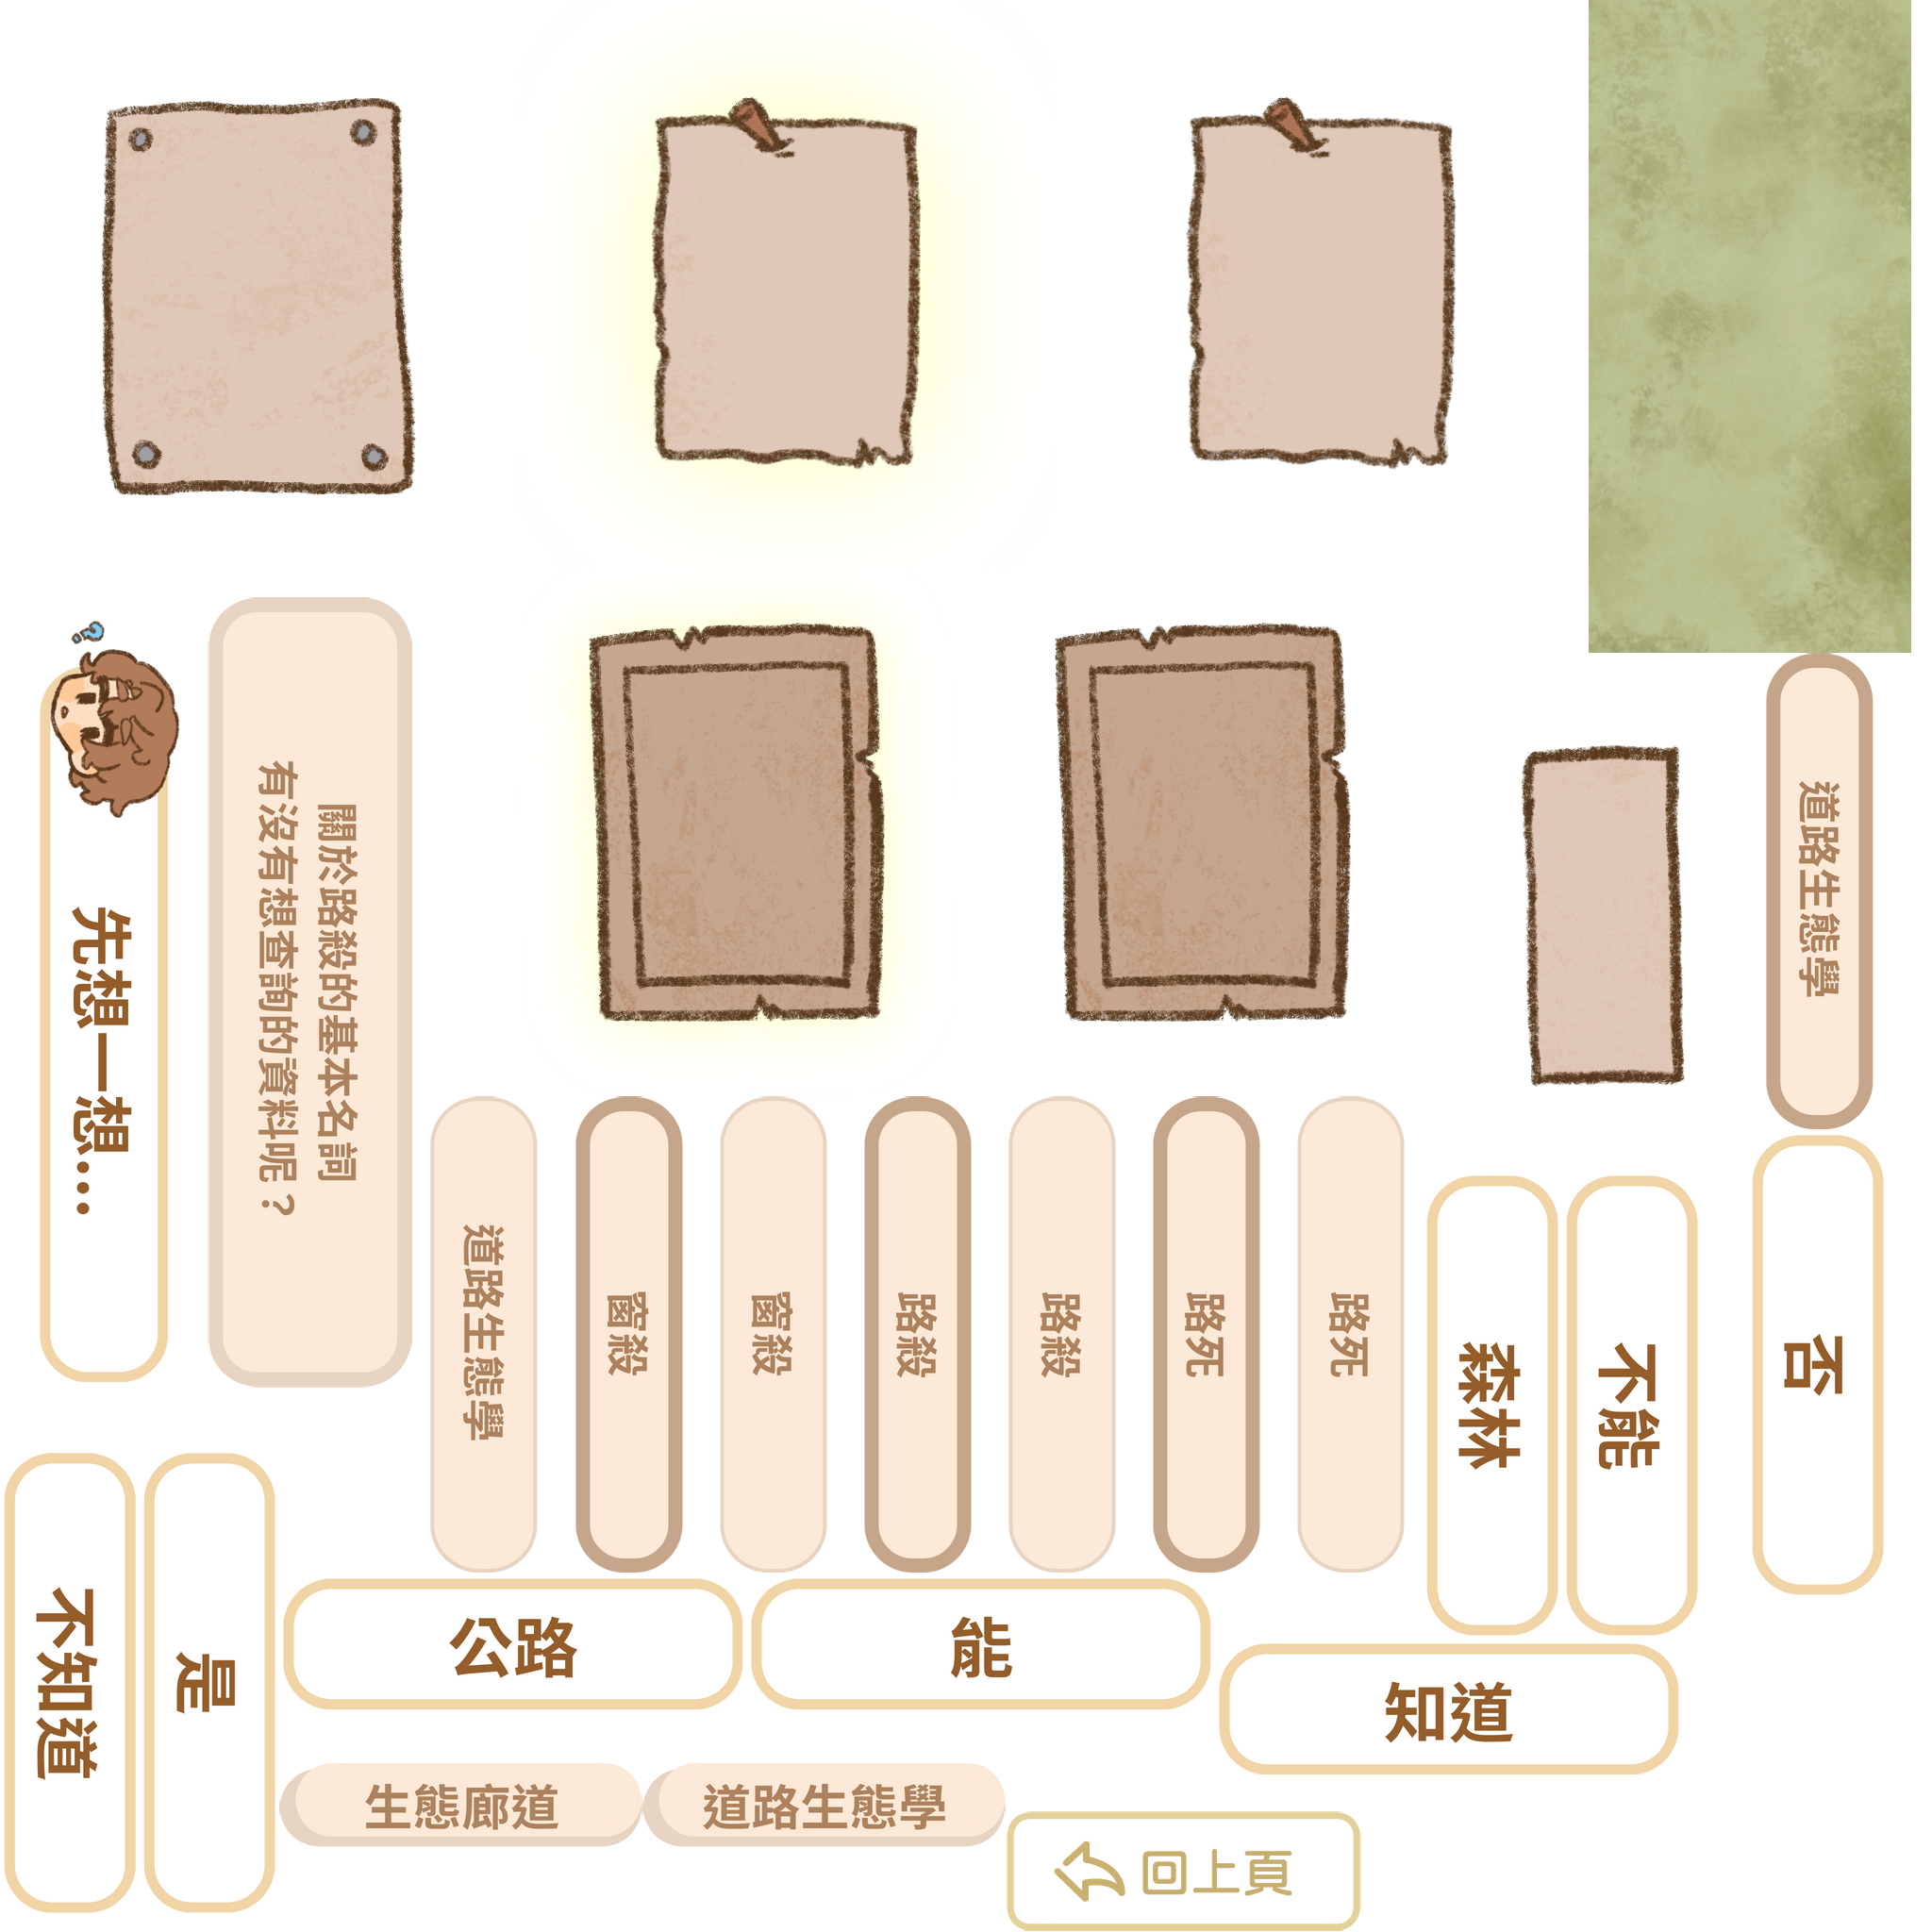 先想一想...
關於路殺的基本名詞
有沒有想查詢的資料呢？
道路生態學
道路生態學
窗殺
窗殺
路殺
路殺
路死
路死
森林
不能
否
不知道
是
公路
能
知道
生態廊道
道路生態學
回上頁